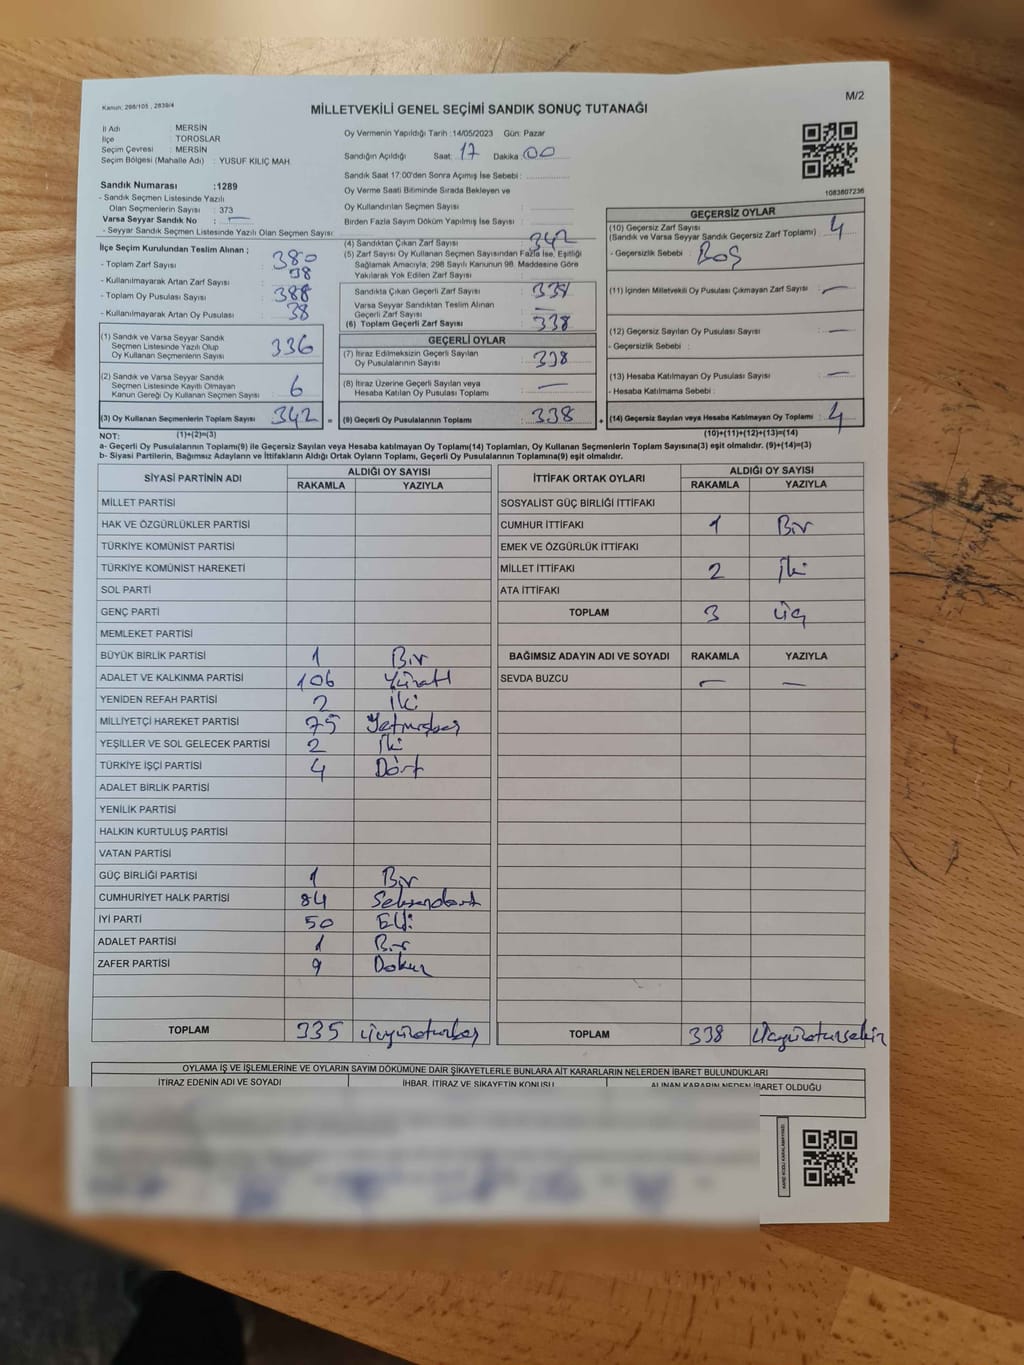 Kanun; 298/105 , 2839/4
M/2
MİLLETVEKİLİ GENEL SEÇİMİ SANDIK SONUÇ TUTANAĞI
İl Adı : MERSİN
İlçe : TOROSLAR
Seçim Çevresi : MERSİN
Seçim Bölgesi (Mahalle Adı) : YUSUF KILIÇ MAH.
Sandık Numarası : 1289
- Sandık Seçmen Listesinde Yazılı
Olan Seçmenlerin Sayısı : 373
Varsa Seyyar Sandık No : —
- Seyyar Sandık Seçmen Listesinde Yazılı Olan Seçmen Sayısı:
Oy Vermenin Yapıldığı Tarih : 14/05/2023 Gün: Pazar
Sandığın Açıldığı Saat: 17 Dakika: 00
Sandık Saat 17:00'den Sonra Açımış İse Sebebi :
Oy Verme Saati Bitiminde Sırada Bekleyen ve
Oy Kullandırılan Seçmen Sayısı :
Birden Fazla Sayım Döküm Yapılmış İse Sayısı :
1083607236
İlçe Seçim Kurulundan Teslim Alınan ;
- Toplam Zarf Sayısı : 380
- Kullanılmayarak Artan Zarf Sayısı : 38
- Toplam Oy Pusulası Sayısı : 388
- Kullanılmayarak Artan Oy Pusulası : 38
(1) Sandık ve Varsa Seyyar Sandık
Seçmen Listesinde Yazılı Olup
Oy Kullanan Seçmenlerin Sayısı : 336
(2) Sandık ve Varsa Seyyar Sandık
Seçmen Listesinde Kayıtlı Olmayan
Kanun Gereği Oy Kullanan Seçmen Sayısı : 6
(3) Oy Kullanan Seçmenlerin Toplam Sayısı : 342 =
(1)+(2)=(3)
(4) Sandıktan Çıkan Zarf Sayısı : 342
(5) Zarf Sayısı Oy Kullanan Seçmen Sayısından Fazla İse, Eşitliği
Sağlamak Amacıyla, 298 Sayılı Kanunun 98. Maddesine Göre
Yakılarak Yok Edilen Zarf Sayısı :
Sandıkta Çıkan Geçerli Zarf Sayısı : 338
Varsa Seyyar Sandıktan Teslim Alınan
Geçerli Zarf Sayısı : —
(6) Toplam Geçerli Zarf Sayısı : 338
GEÇERLİ OYLAR
(7) İtiraz Edilmeksizin Geçerli Sayılan
Oy Pusulalarının Sayısı : 338
(8) İtiraz Üzerine Geçerli Sayılan veya
Hesaba Katılan Oy Pusulası Toplamı : —
(9) Geçerli Oy Pusulalarının Toplamı : 338 +
GEÇERSİZ OYLAR
(10) Geçersiz Zarf Sayısı
(Sandık ve Varsa Seyyar Sandık Geçersiz Zarf Toplamı) : 4
- Geçersizlik Sebebi : Boş
(11) İçinden Milletvekili Oy Pusulası Çıkmayan Zarf Sayısı : —
(12) Geçersiz Sayılan Oy Pusulası Sayısı : —
- Geçersizlik Sebebi :
(13) Hesaba Katılmayan Oy Pusulası Sayısı : —
- Hesaba Katılmama Sebebi :
(14) Geçersiz Sayılan veya Hesaba Katılmayan Oy Toplamı : 4
(10)+(11)+(12)+(13)=(14)
NOT:
a- Geçerli Oy Pusulalarının Toplamı(9) ile Geçersiz Sayılan veya Hesaba katılmayan Oy Toplamı(14) Toplamları, Oy Kullanan Seçmenlerin Toplam Sayısına(3) eşit olmalıdır. (9)+(14)=(3)
b- Siyasi Partilerin, Bağımsız Adayların ve İttifakların Aldığı Ortak Oyların Toplamı, Geçerli Oy Pusulalarının Toplamına(9) eşit olmalıdır.
SİYASİ PARTİNİN ADI ALDIĞI OY SAYISI
RAKAMLA YAZIYLA
MİLLET PARTİSİ
HAK VE ÖZGÜRLÜKLER PARTİSİ
TÜRKİYE KOMÜNİST PARTİSİ
TÜRKİYE KOMÜNİST HAREKETİ
SOL PARTİ
GENÇ PARTİ
MEMLEKET PARTİSİ
BÜYÜK BİRLİK PARTİSİ 1 Bir
ADALET VE KALKINMA PARTİSİ 106 Yüzaltı
YENİDEN REFAH PARTİSİ 2 İki
MİLLİYETÇİ HAREKET PARTİSİ 75 Yetmişbeş
YEŞİLLER VE SOL GELECEK PARTİSİ 2 İki
TÜRKİYE İŞÇİ PARTİSİ 4 Dört
ADALET BİRLİK PARTİSİ
YENİLİK PARTİSİ
HALKIN KURTULUŞ PARTİSİ
VATAN PARTİSİ
GÜÇ BİRLİĞİ PARTİSİ 1 Bir
CUMHURİYET HALK PARTİSİ 84 Seksendört
İYİ PARTİ 50 Elli
ADALET PARTİSİ 1 Bir
ZAFER PARTİSİ 9 Dokuz
TOPLAM 335 üçyüzotuzbeş
İTTİFAK ORTAK OYLARI ALDIĞI OY SAYISI
RAKAMLA YAZIYLA
SOSYALİST GÜÇ BİRLİĞİ İTTİFAKI
CUMHUR İTTİFAKI 1 Bir
EMEK VE ÖZGÜRLÜK İTTİFAKI
MİLLET İTTİFAKI 2 İki
ATA İTTİFAKI
TOPLAM 3 üç
BAĞIMSIZ ADAYIN ADI VE SOYADI RAKAMLA YAZIYLA
SEVDA BUZCU — —
TOPLAM 338 Üçyüzotuzsekiz
OYLAMA İŞ VE İŞLEMLERİNE VE OYLARIN SAYIM DÖKÜMÜNE DAİR ŞİKAYETLERLE BUNLARA AİT KARARLARIN NELERDEN İBARET BULUNDUKLARI
İTİRAZ EDENİN ADI VE SOYADI İHBAR, İTİRAZ VE ŞİKAYETİN KONUSU ALINAN KARARIN NEDEN İBARET OLDUĞU